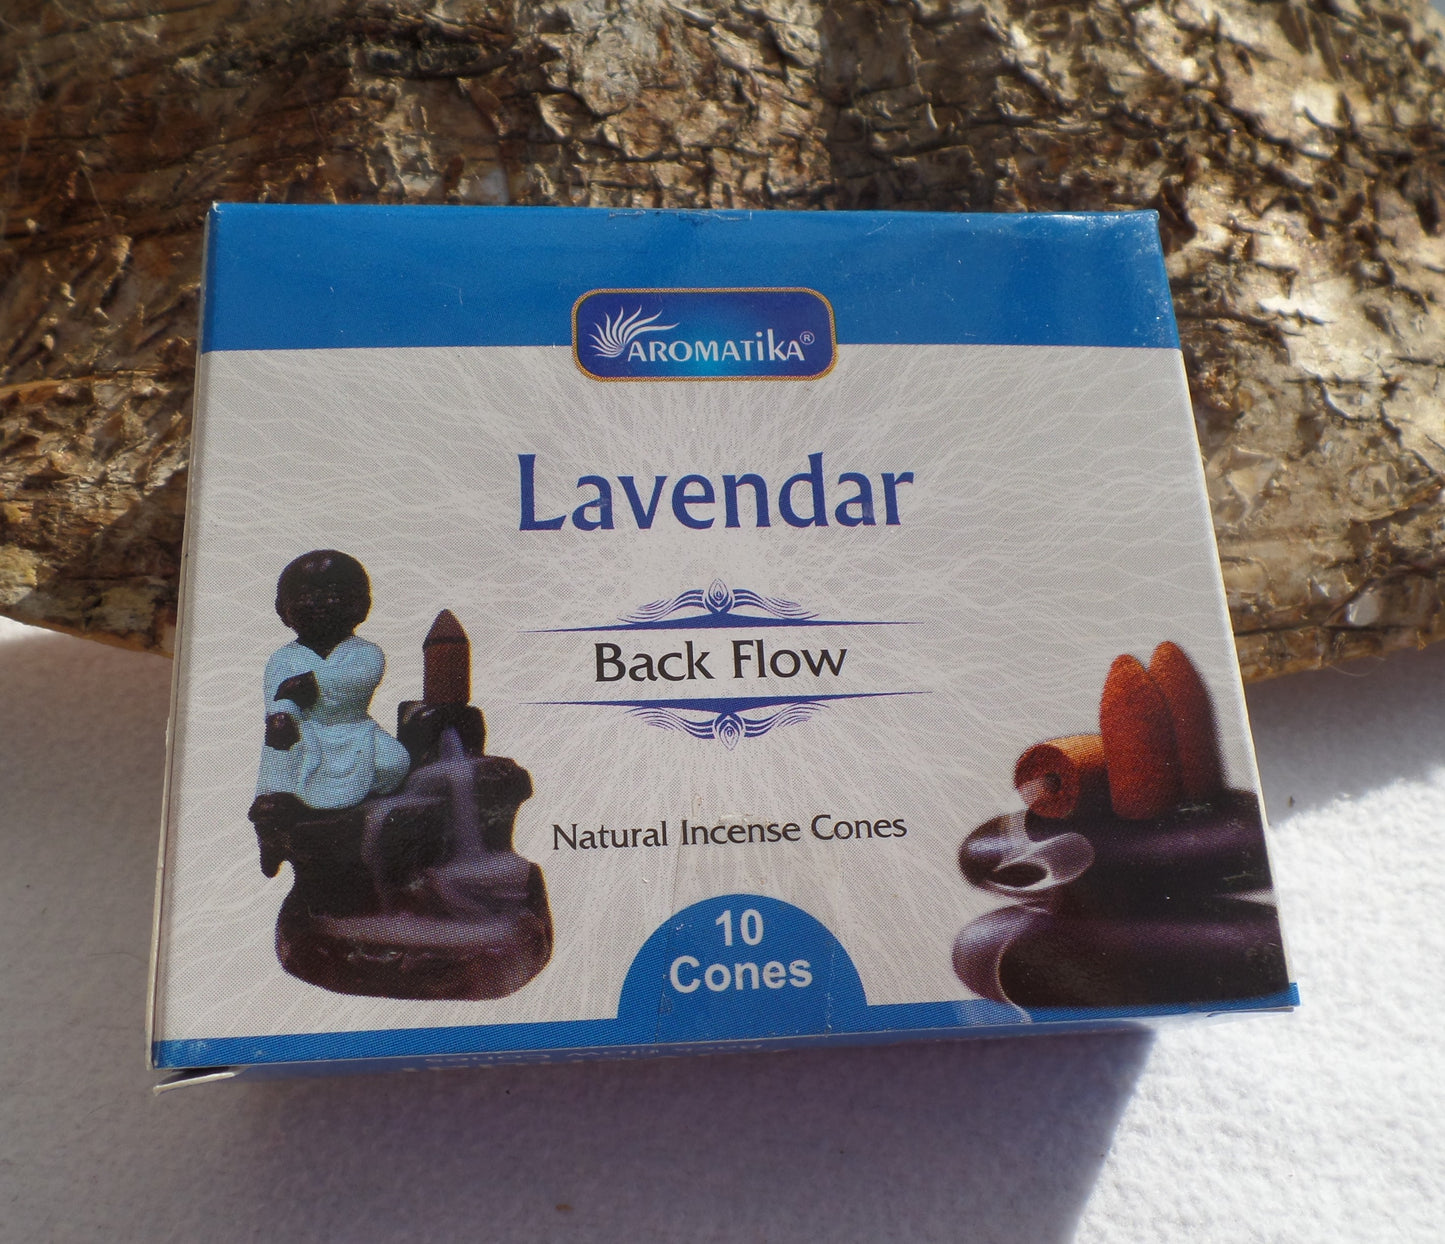 AROMATiKA®
Lavendar
Back Flow
Natural Incense Cones
10
Cones